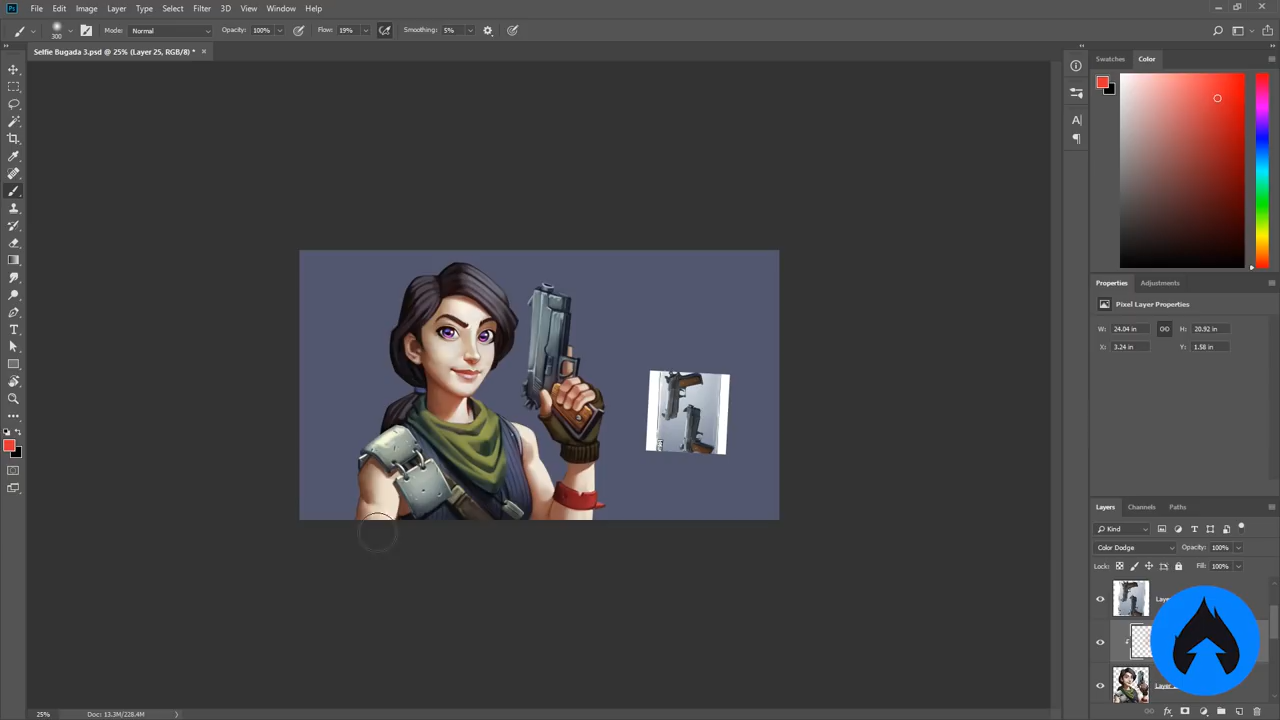 Ps File Edit Image Layer Type Select Filter 3D View Window Help
300 Mode: Normal Opacity: 100% Flow: 19% Smoothing: 5%
Selfie Bugada 3.psd @ 25% (Layer 25, RGB/8) *
Swatches Color
Properties Adjustments
Pixel Layer Properties
W: 24.04 in H: 20.92 in
X: 3.24 in Y: 1.58 in
Layers Channels Paths
Kind
Color Dodge Opacity: 100%
Lock: Fill: 100%
25% Doc: 13.3M/228.4M